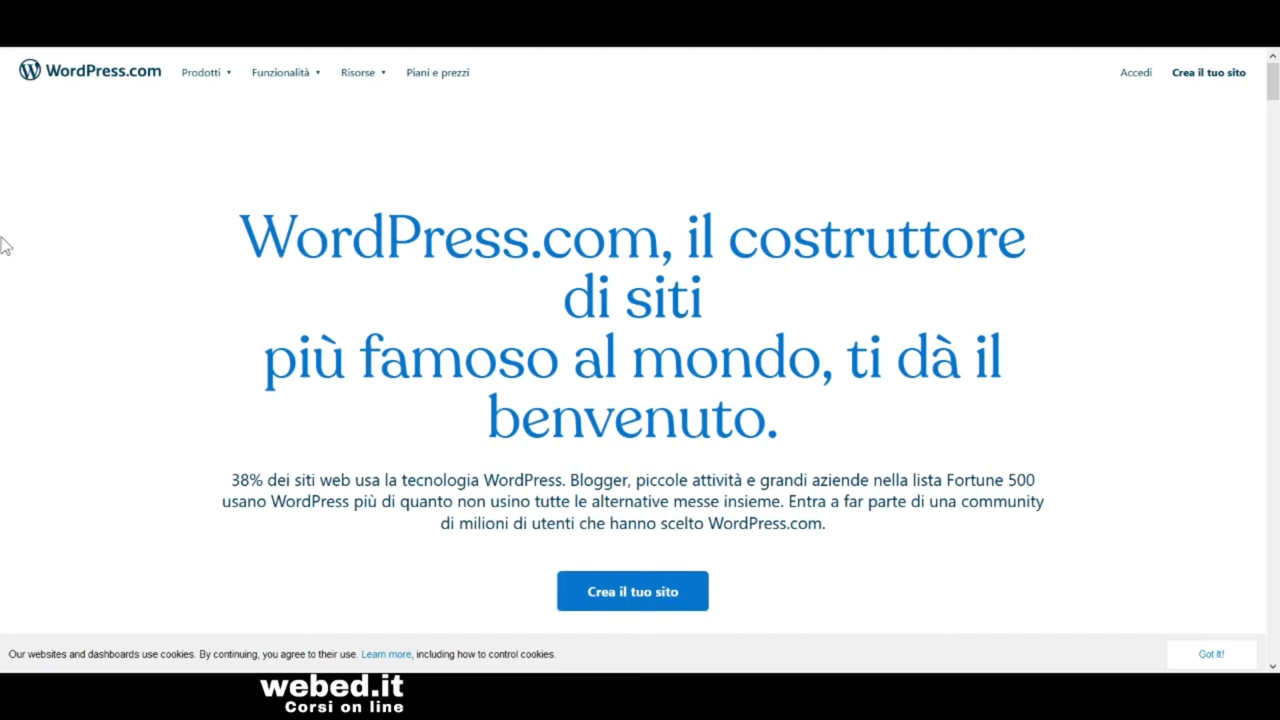 WordPress.com Prodotti Funzionalità Risorse Piani e prezzi Accedi Crea il tuo sito
WordPress.com, il costruttore
di siti
più famoso al mondo, ti dà il
benvenuto.
38% dei siti web usa la tecnologia WordPress. Blogger, piccole attività e grandi aziende nella lista Fortune 500
usano WordPress più di quanto non usino tutte le alternative messe insieme. Entra a far parte di una community
di milioni di utenti che hanno scelto WordPress.com.
Crea il tuo sito
Our websites and dashboards use cookies. By continuing, you agree to their use. Learn more, including how to control cookies. Got It!
webed.it
Corsi on line